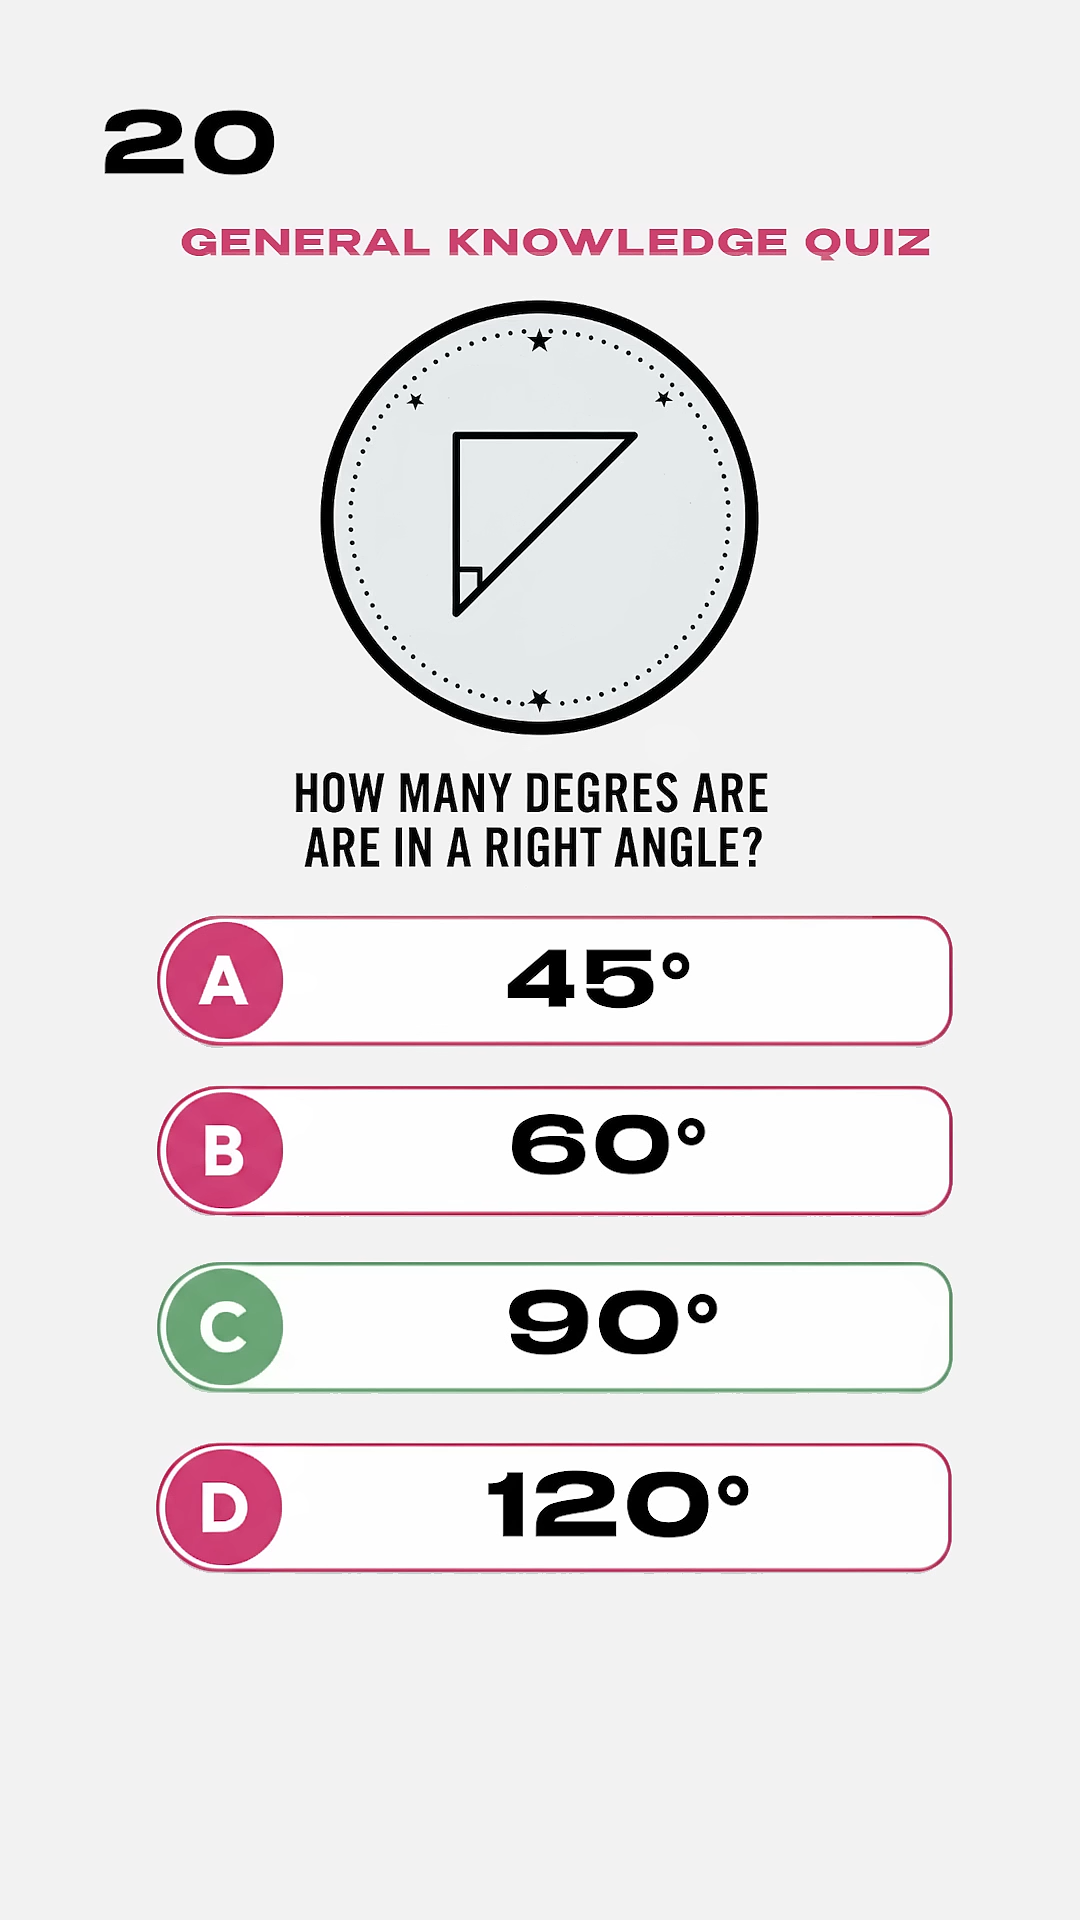 20
GENERAL KNOWLEDGE QUIZ
HOW MANY DEGRES ARE
ARE IN A RIGHT ANGLE?
A 45°
B 60°
C 90°
D 120°